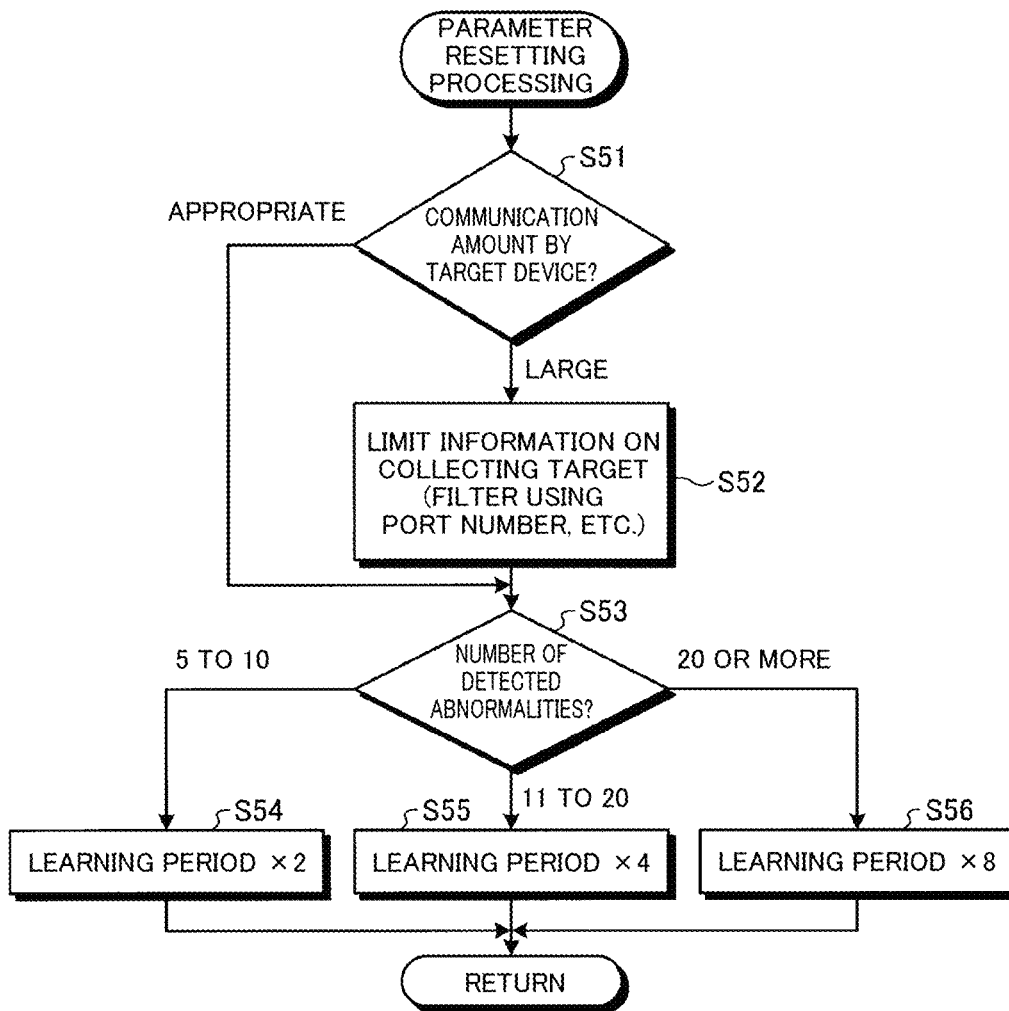 PARAMETER
RESETTING
PROCESSING
S51
APPROPRIATE
COMMUNICATION
AMOUNT BY
TARGET DEVICE?
LARGE
LIMIT INFORMATION ON
COLLECTING TARGET
(FILTER USING
PORT NUMBER, ETC.)
S52
S53
5 TO 10
NUMBER OF
DETECTED
ABNORMALITIES?
20 OR MORE
11 TO 20
S54
S55
S56
LEARNING PERIOD ×2
LEARNING PERIOD ×4
LEARNING PERIOD ×8
RETURN